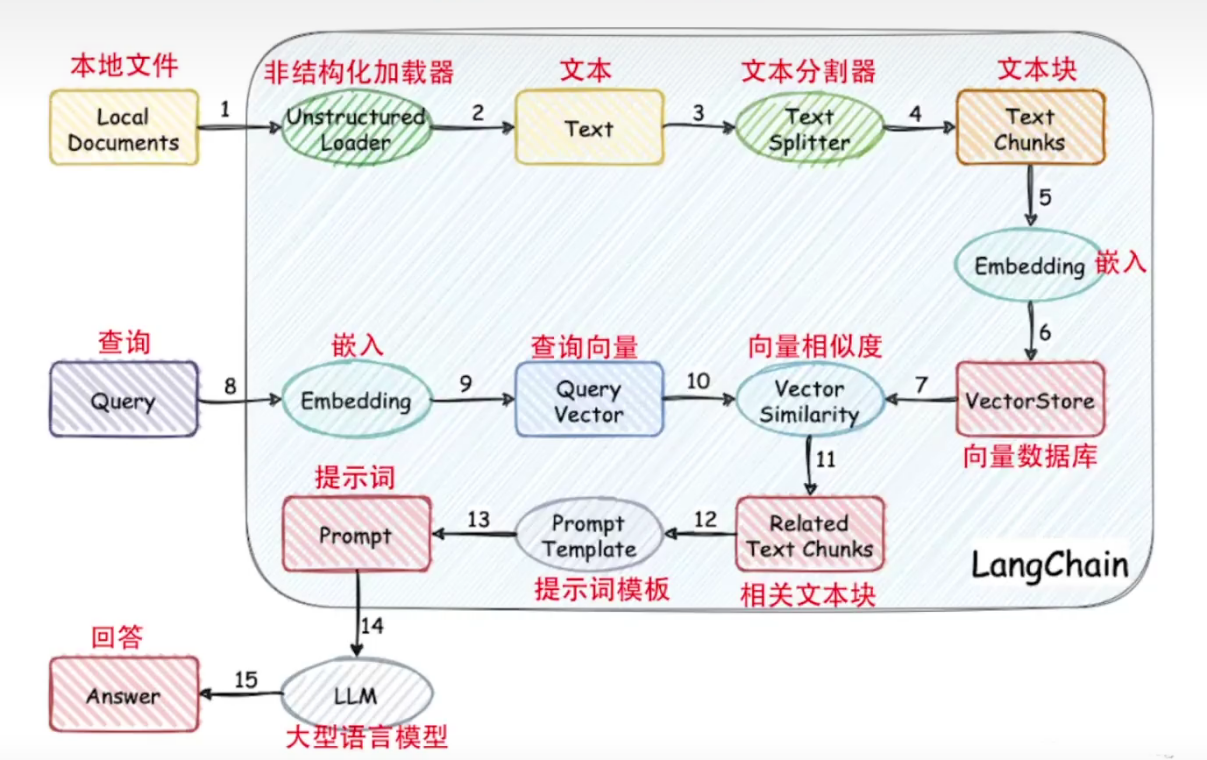 本地文件
Local
Documents
1
非结构化加载器
Unstructured
Loader
2
文本
Text
3
文本分割器
Text
Splitter
4
文本块
Text
Chunks
5
Embedding
嵌入
6
查询
Query
8
嵌入
Embedding
9
查询向量
Query
Vector
10
向量相似度
Vector
Similarity
7
VectorStore
向量数据库
11
提示词
Prompt
13
Prompt
Template
提示词模板
12
Related
Text Chunks
相关文本块
LangChain
14
回答
Answer
15
LLM
大型语言模型